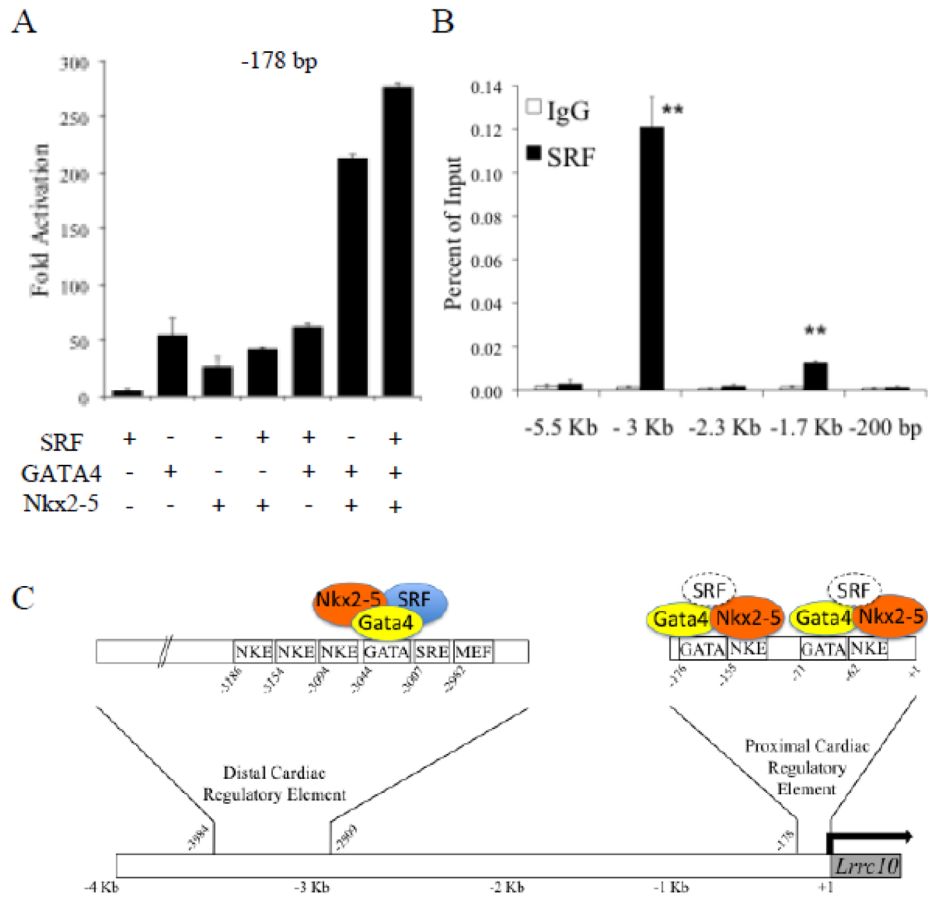 A
-178 bp
300
250
200
150
100
50
0
Fold Activation
SRF + - - + + - +
GATA4 - + - - + + +
Nkx2-5 - - + + - + +
B
0.14
0.12
0.10
0.08
0.06
0.04
0.02
0.00
Percent of Input
IgG
SRF
**
**
-5.5 Kb - 3 Kb -2.3 Kb -1.7 Kb -200 bp
C
Nkx2-5 SRF
Gata4
NKE NKE NKE GATA SRE MEF
-3186 -3154 -3094 -3044 -3007 -2962
SRF SRF
Gata4 Nkx2-5 Gata4 Nkx2-5
GATA NKE GATA NKE
-176 -155 -71 -62 +1
Distal Cardiac
Regulatory Element
Proximal Cardiac
Regulatory
Element
-3984 -2909 -178
Lrrc10
-4 Kb -3 Kb -2 Kb -1 Kb +1